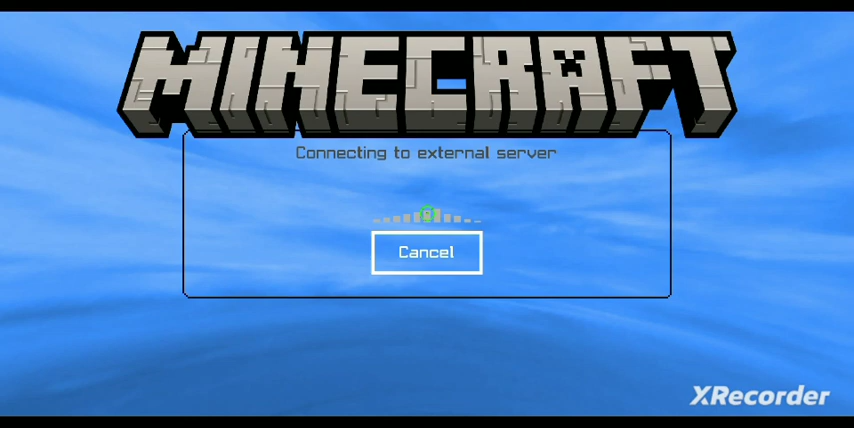 MINECRAFT
Connecting to external server
Cancel
XRecorder